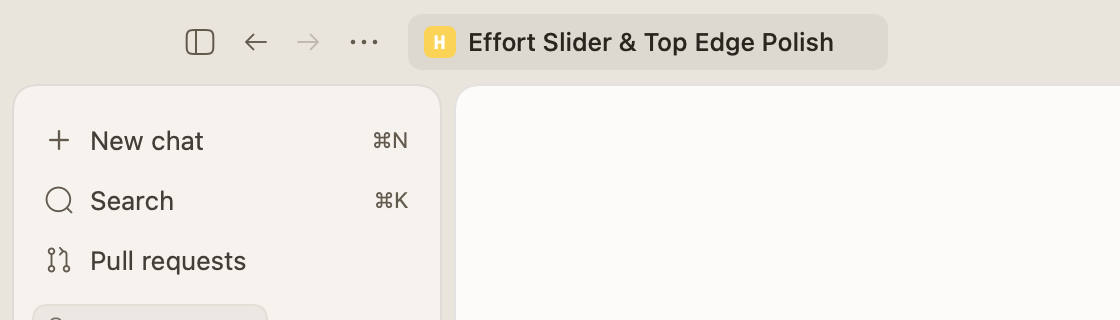 H Effort Slider & Top Edge Polish
New chat ⌘N
Search ⌘K
Pull requests